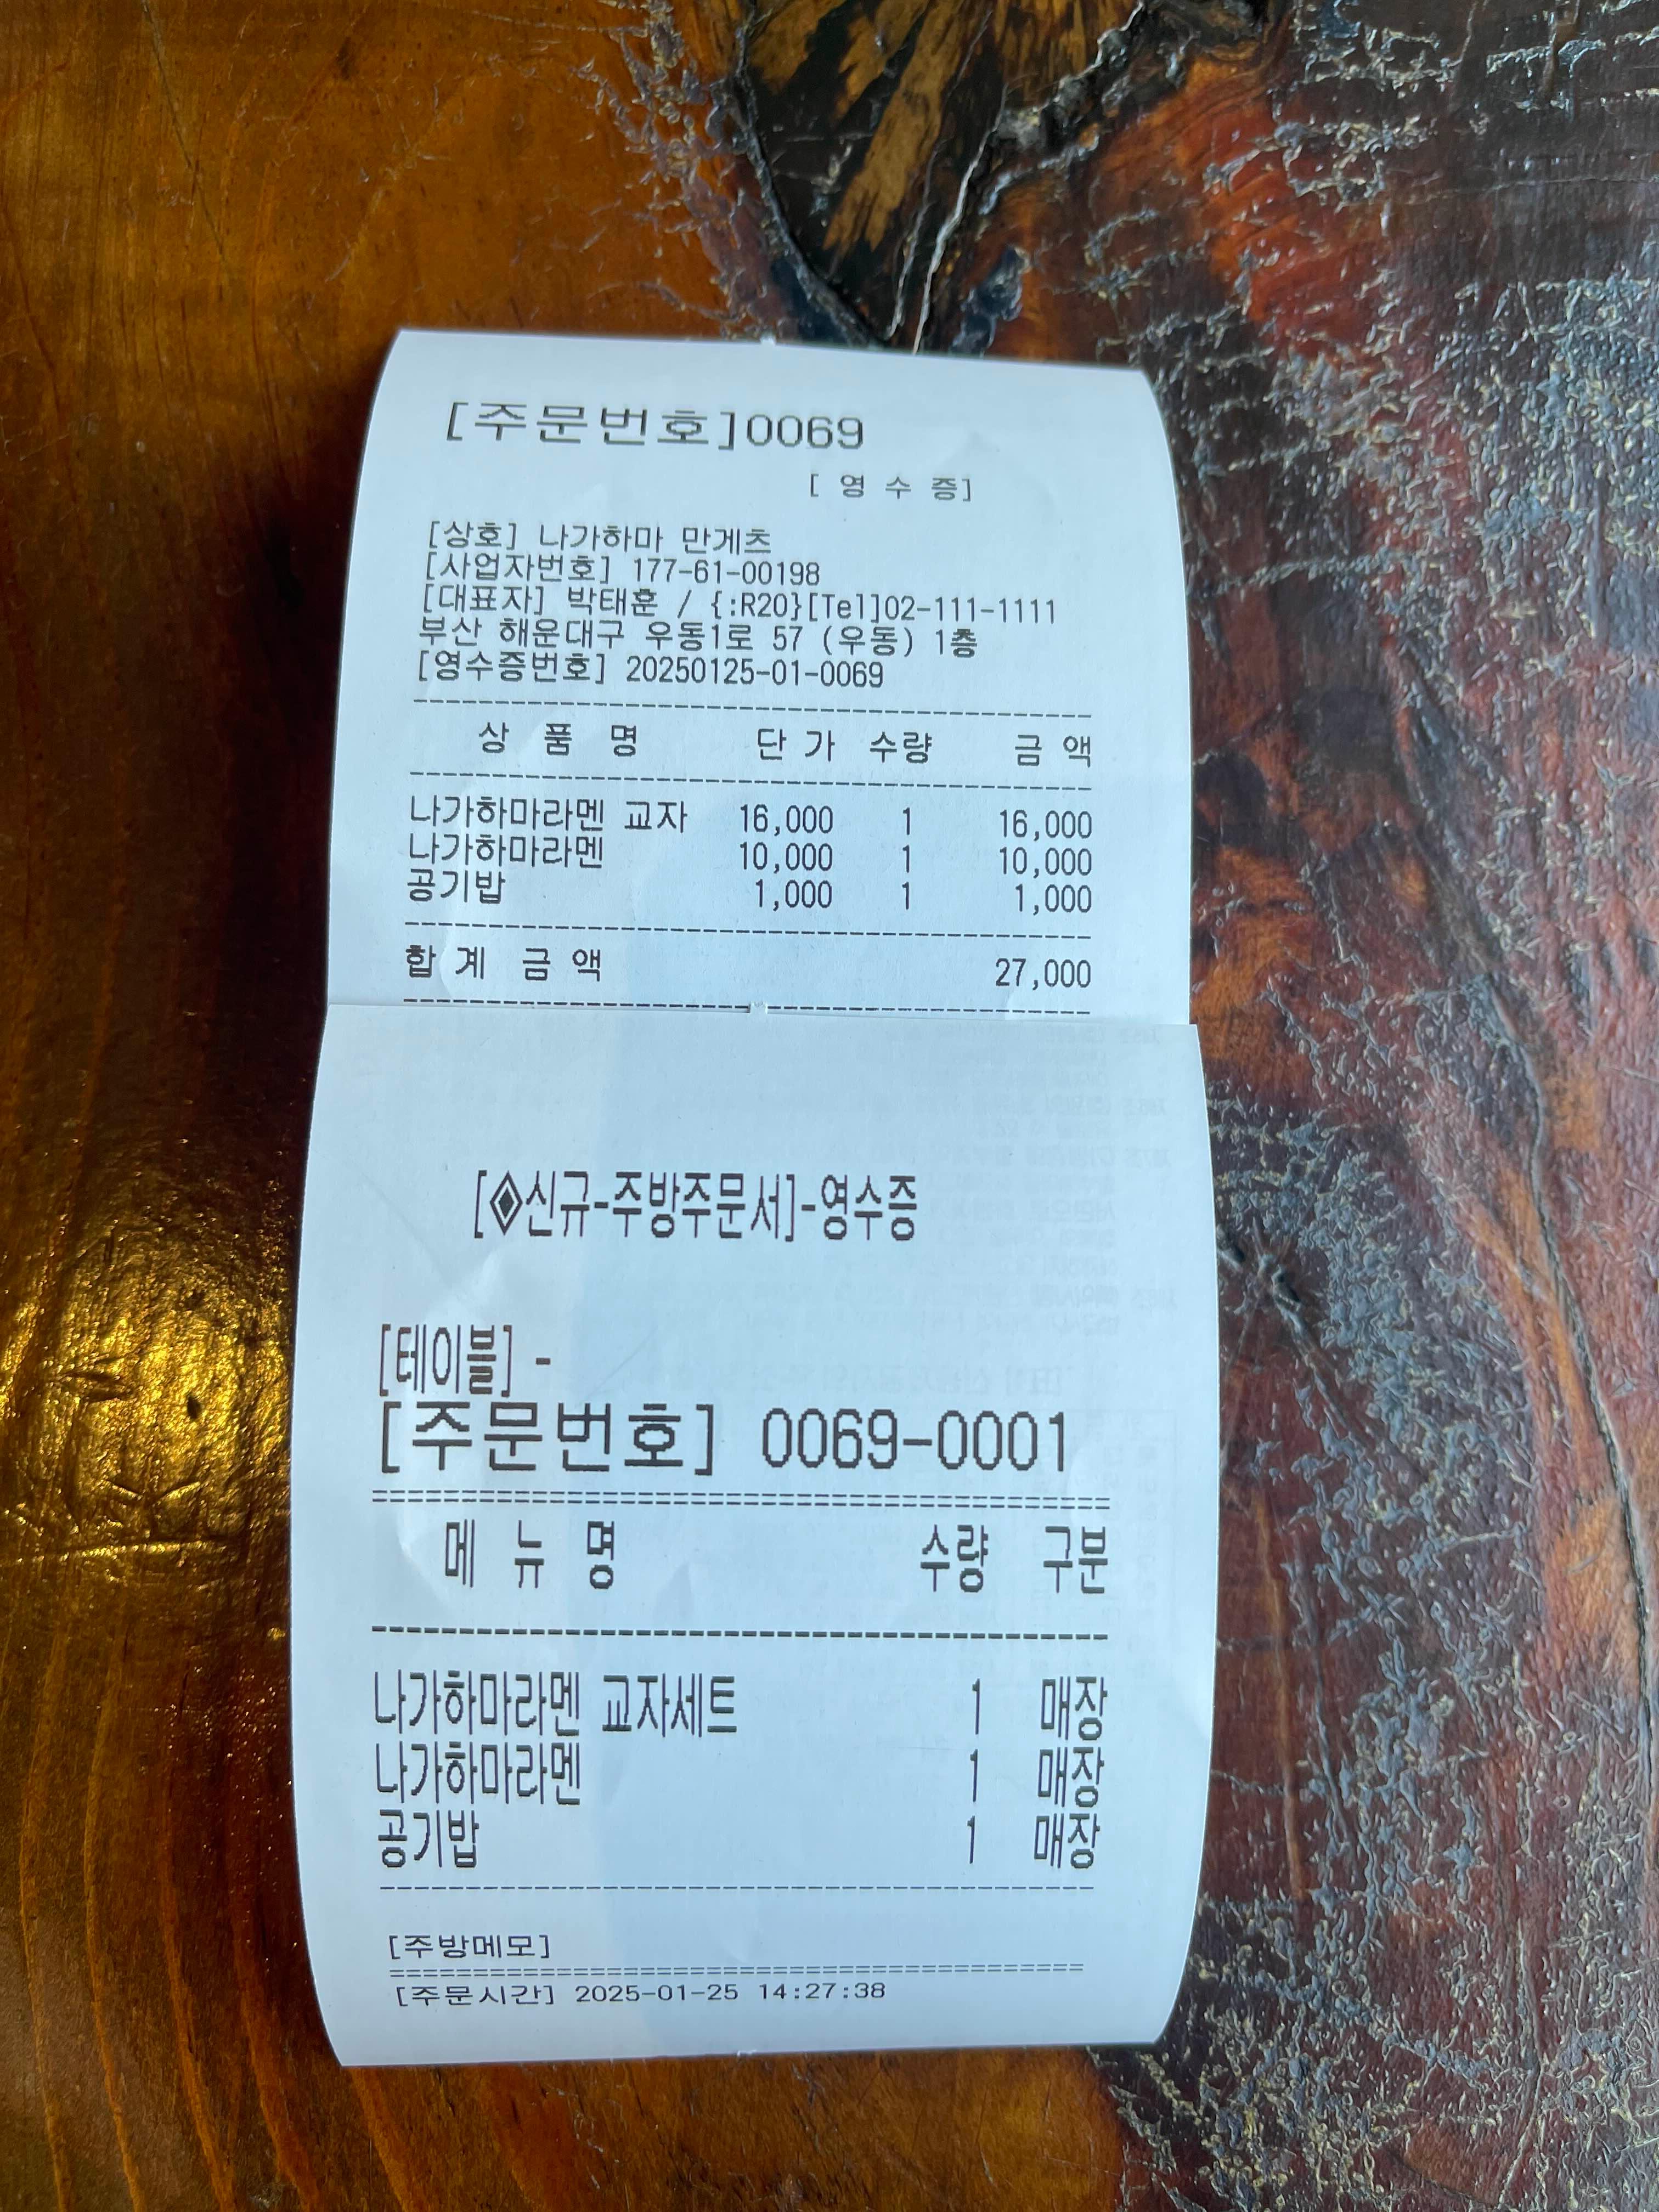 [주문번호]0069
[ 영 수 증]
[상호] 나가하마 만게츠
[사업자번호] 177-61-00198
[대표자] 박태훈 / {:R20}[Tel]02-111-1111
부산 해운대구 우동1로 57 (우동) 1층
[영수증번호] 20250125-01-0069
상 품 명 단 가 수량 금 액
나가하마라멘 교자 16,000 1 16,000
나가하마라멘 10,000 1 10,000
공기밥 1,000 1 1,000
합 계 금 액 27,000
[◈신규-주방주문서]-영수증
[테이블] -
[주문번호] 0069-0001
메 뉴 명 수량 구분
나가하마라멘 교자세트 1 매장
나가하마라멘 1 매장
공기밥 1 매장
[주방메모]
[주문시간] 2025-01-25 14:27:38